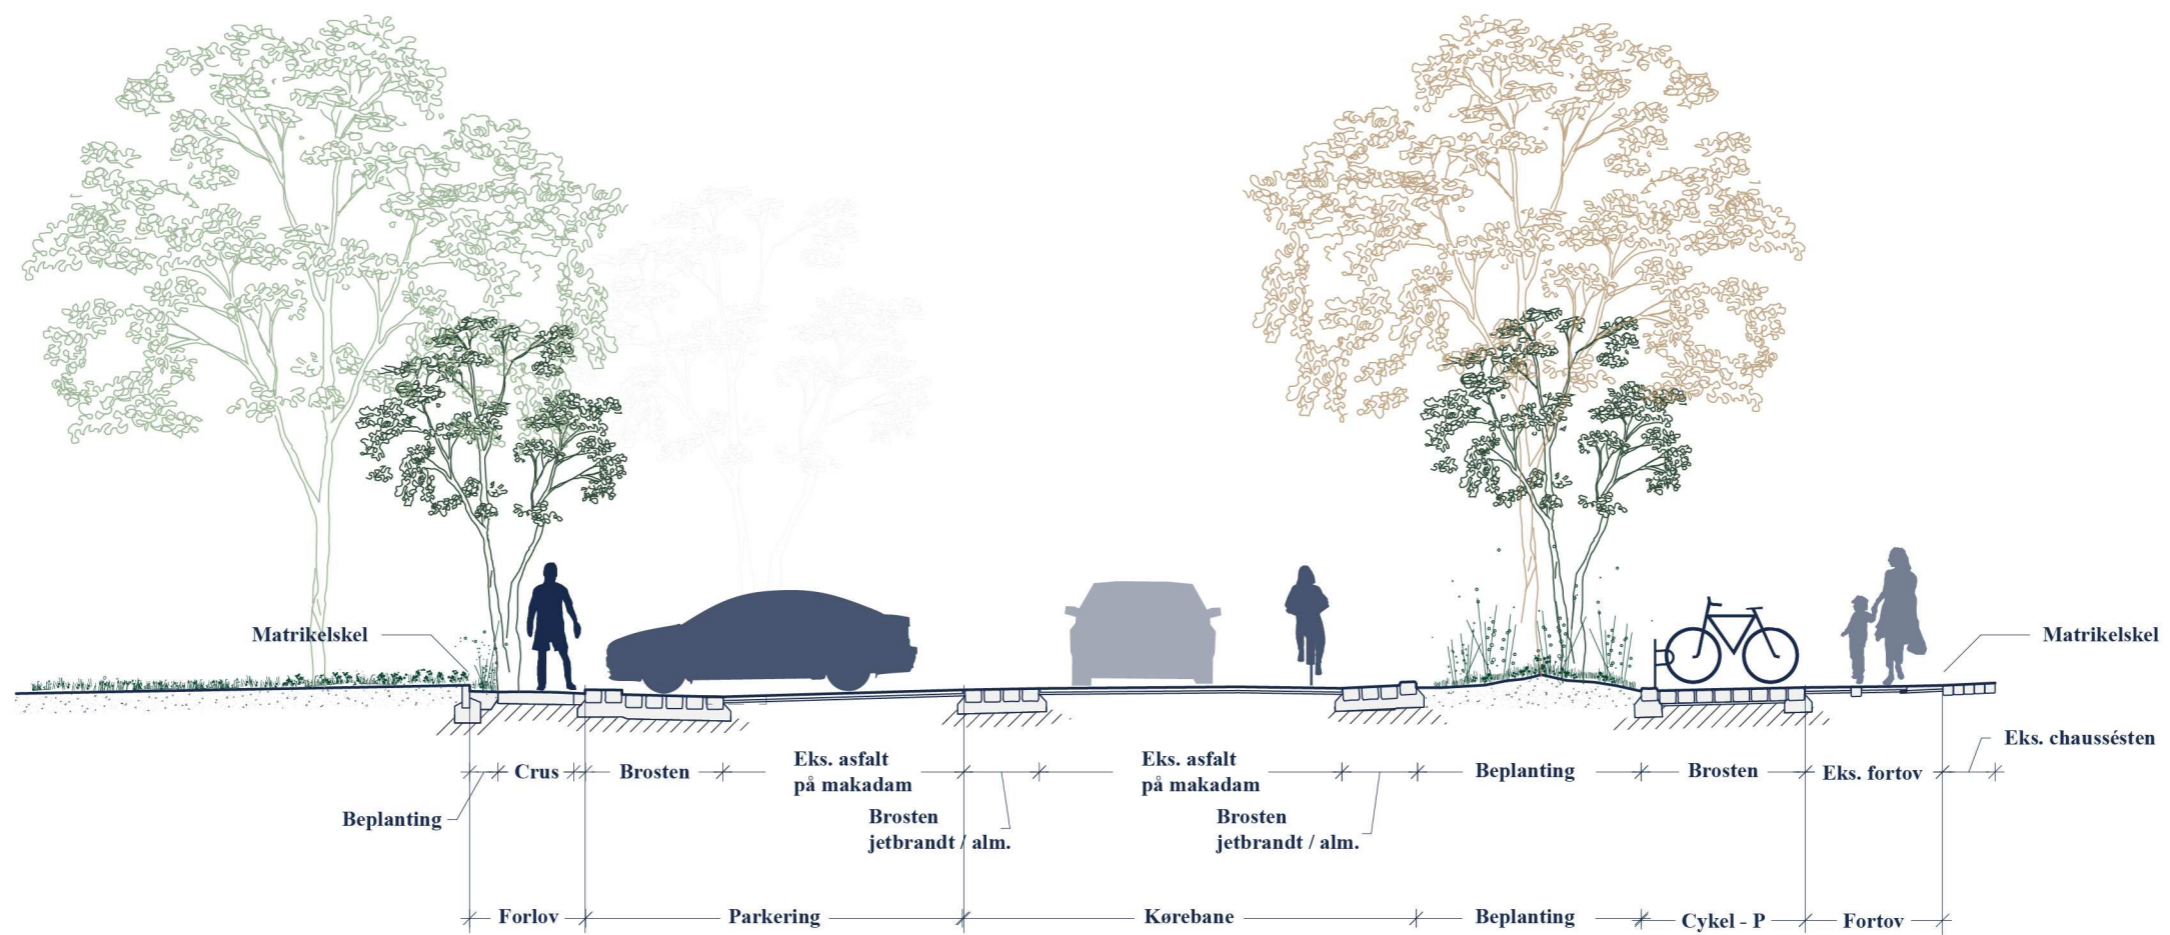 Matrikelskel
Matrikelskel
Eks. chaussésten
Crus
Brosten
Eks. asfalt
på makadam
Eks. asfalt
på makadam
Beplanting
Brosten
Eks. fortov
Beplanting
Brosten
jetbrandt / alm.
Brosten
jetbrandt / alm.
Forlov
Parkering
Kørebane
Beplanting
Cykel - P
Fortov